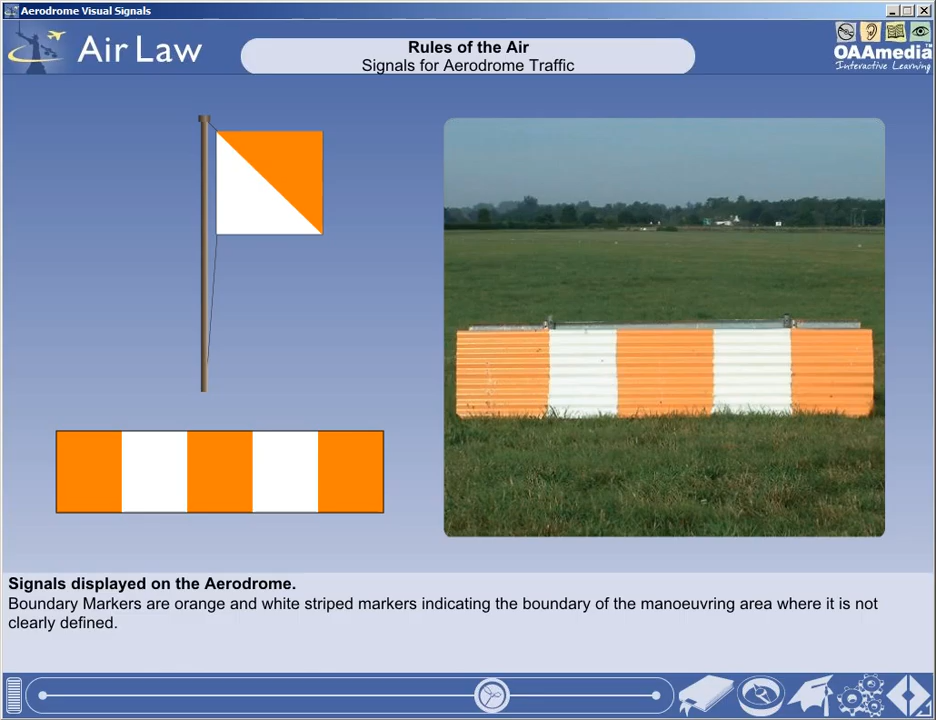 Aerodrome Visual Signals
Air Law
Rules of the Air
Signals for Aerodrome Traffic
OAAmedia
Interactive Learning
Signals displayed on the Aerodrome.
Boundary Markers are orange and white striped markers indicating the boundary of the manoeuvring area where it is not
clearly defined.